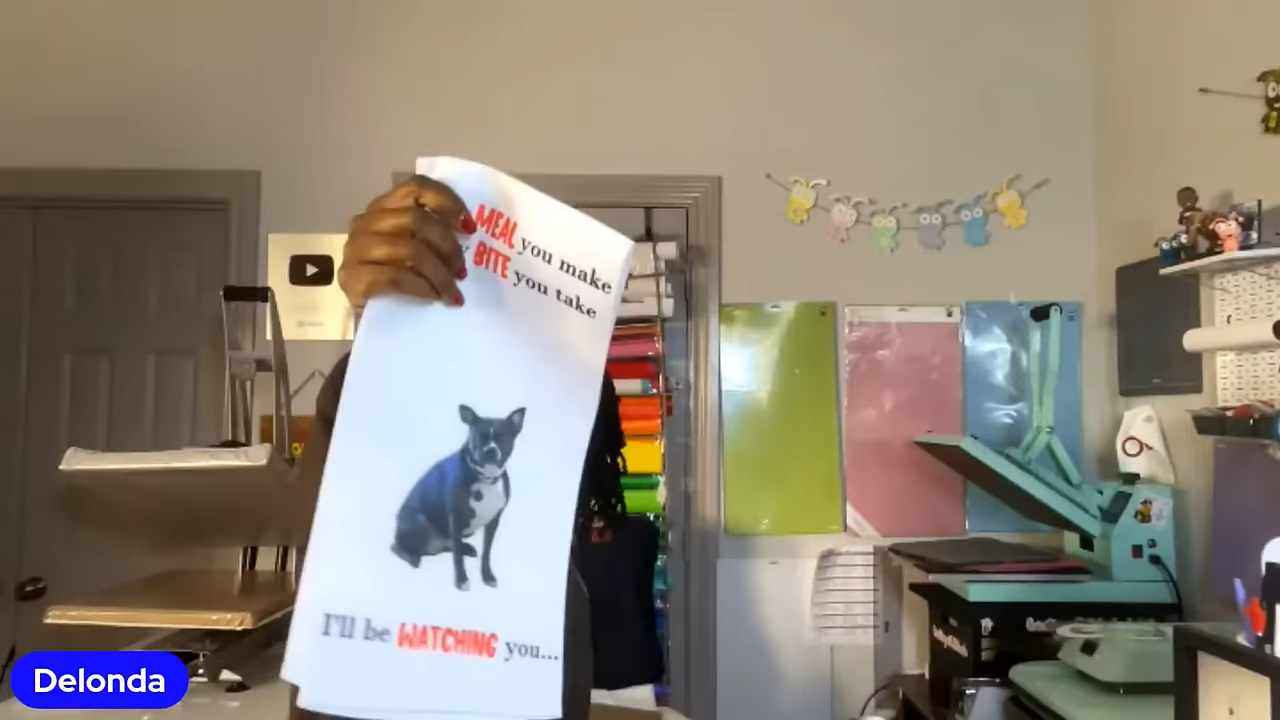 MEAL you make
BITE you take
I'll be WATCHING you...
Delonda